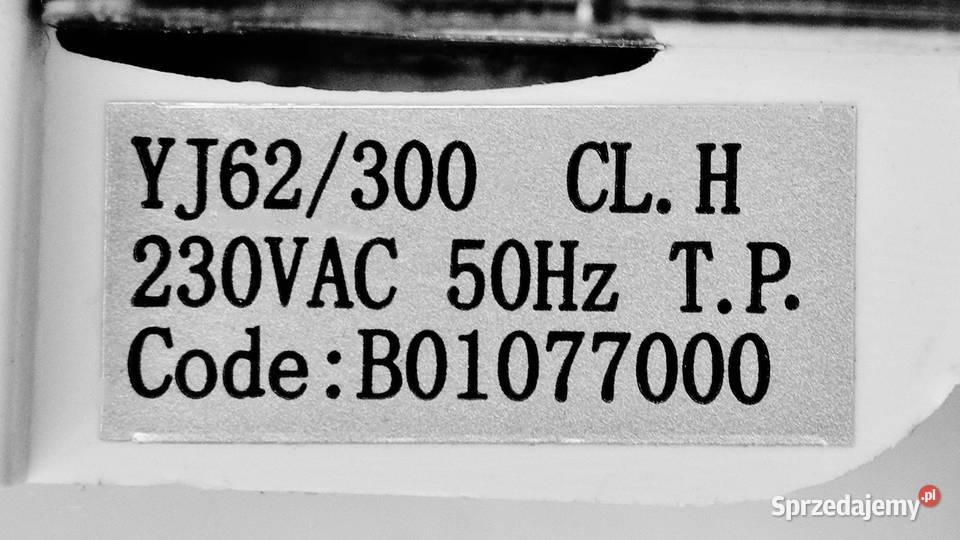 YJ62/300 CL.H
230VAC 50Hz T.P.
Code:B01077000
Sprzedajemy.pl